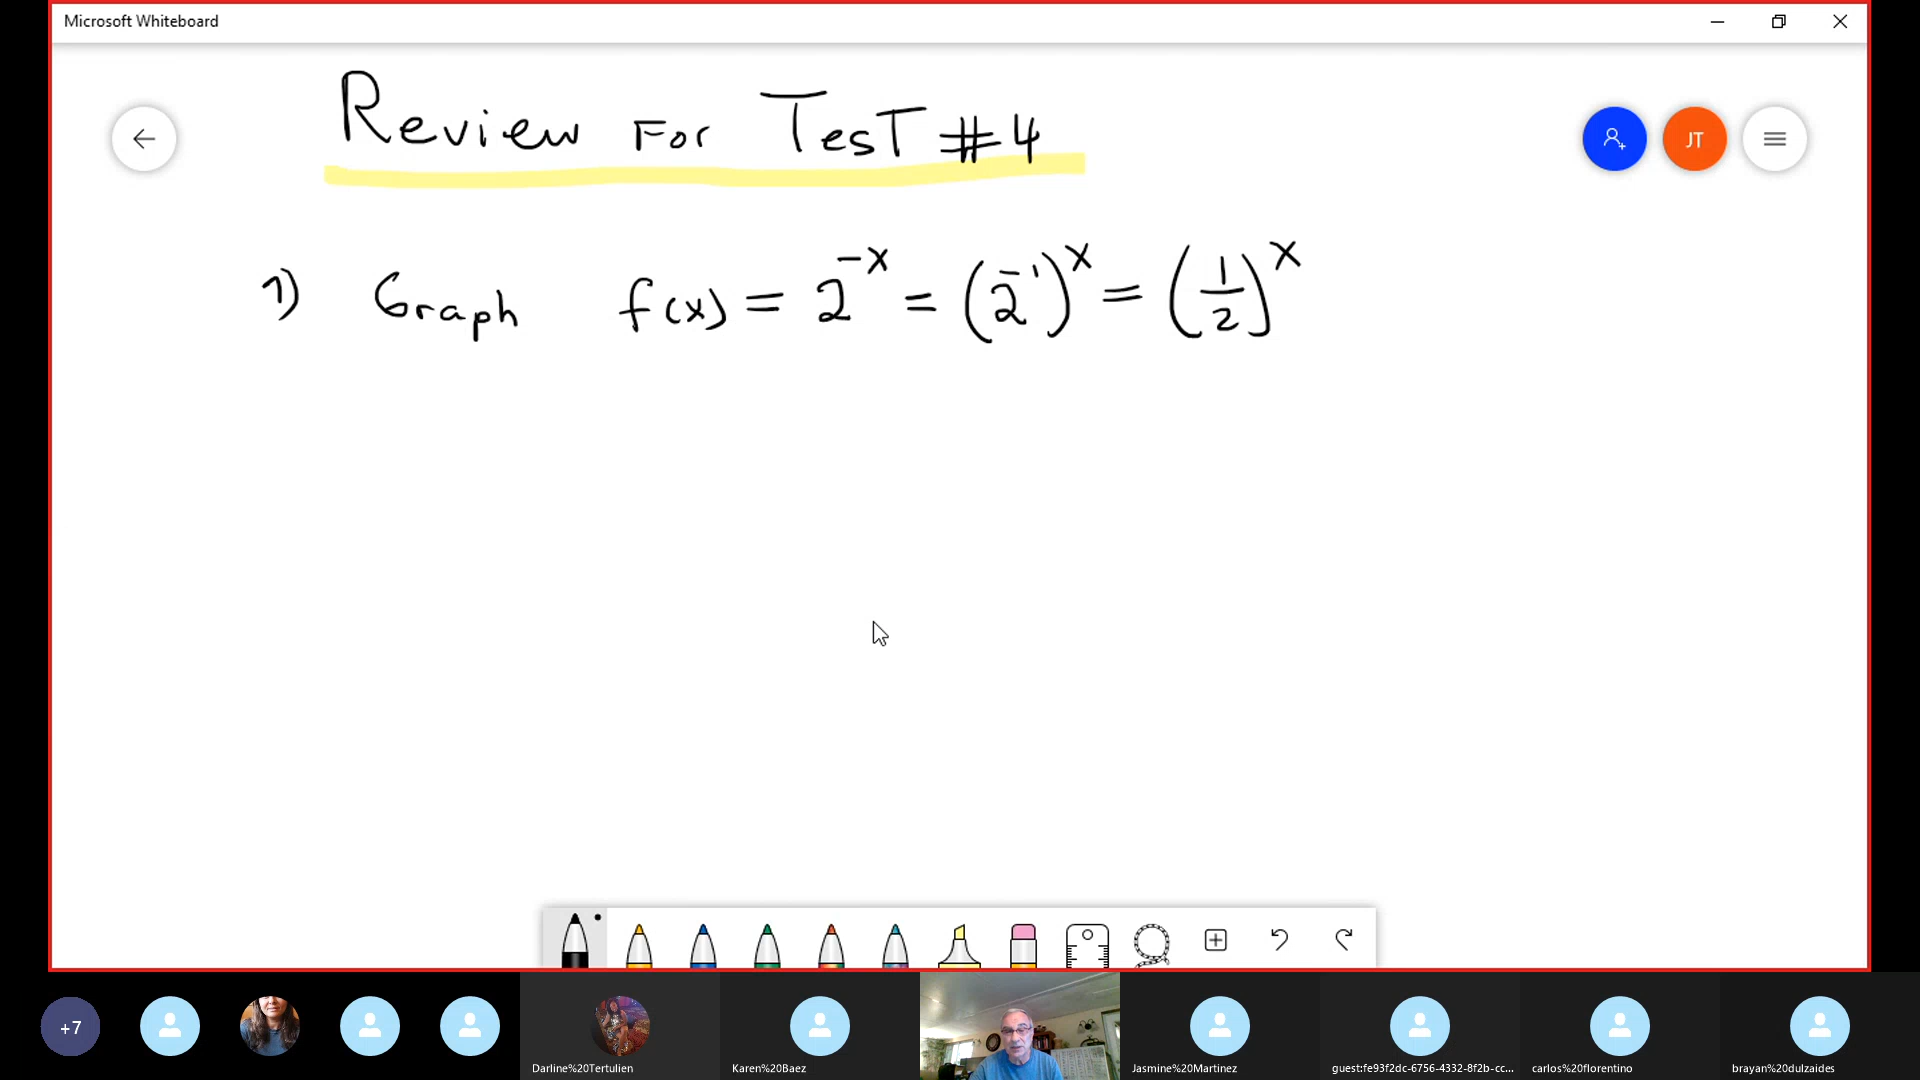 Microsoft Whiteboard
Review For Test #4
JT
1) Graph f(x) = 2^-x = (2^-1)^x = (1/2)^x
+7
Darline%20Tertulien
Karen%20Baez
Jasmine%20Martinez
guest:fe93f2dc-6756-4332-8f2b-cc...
carlos%20florentino
brayan%20dulzaides